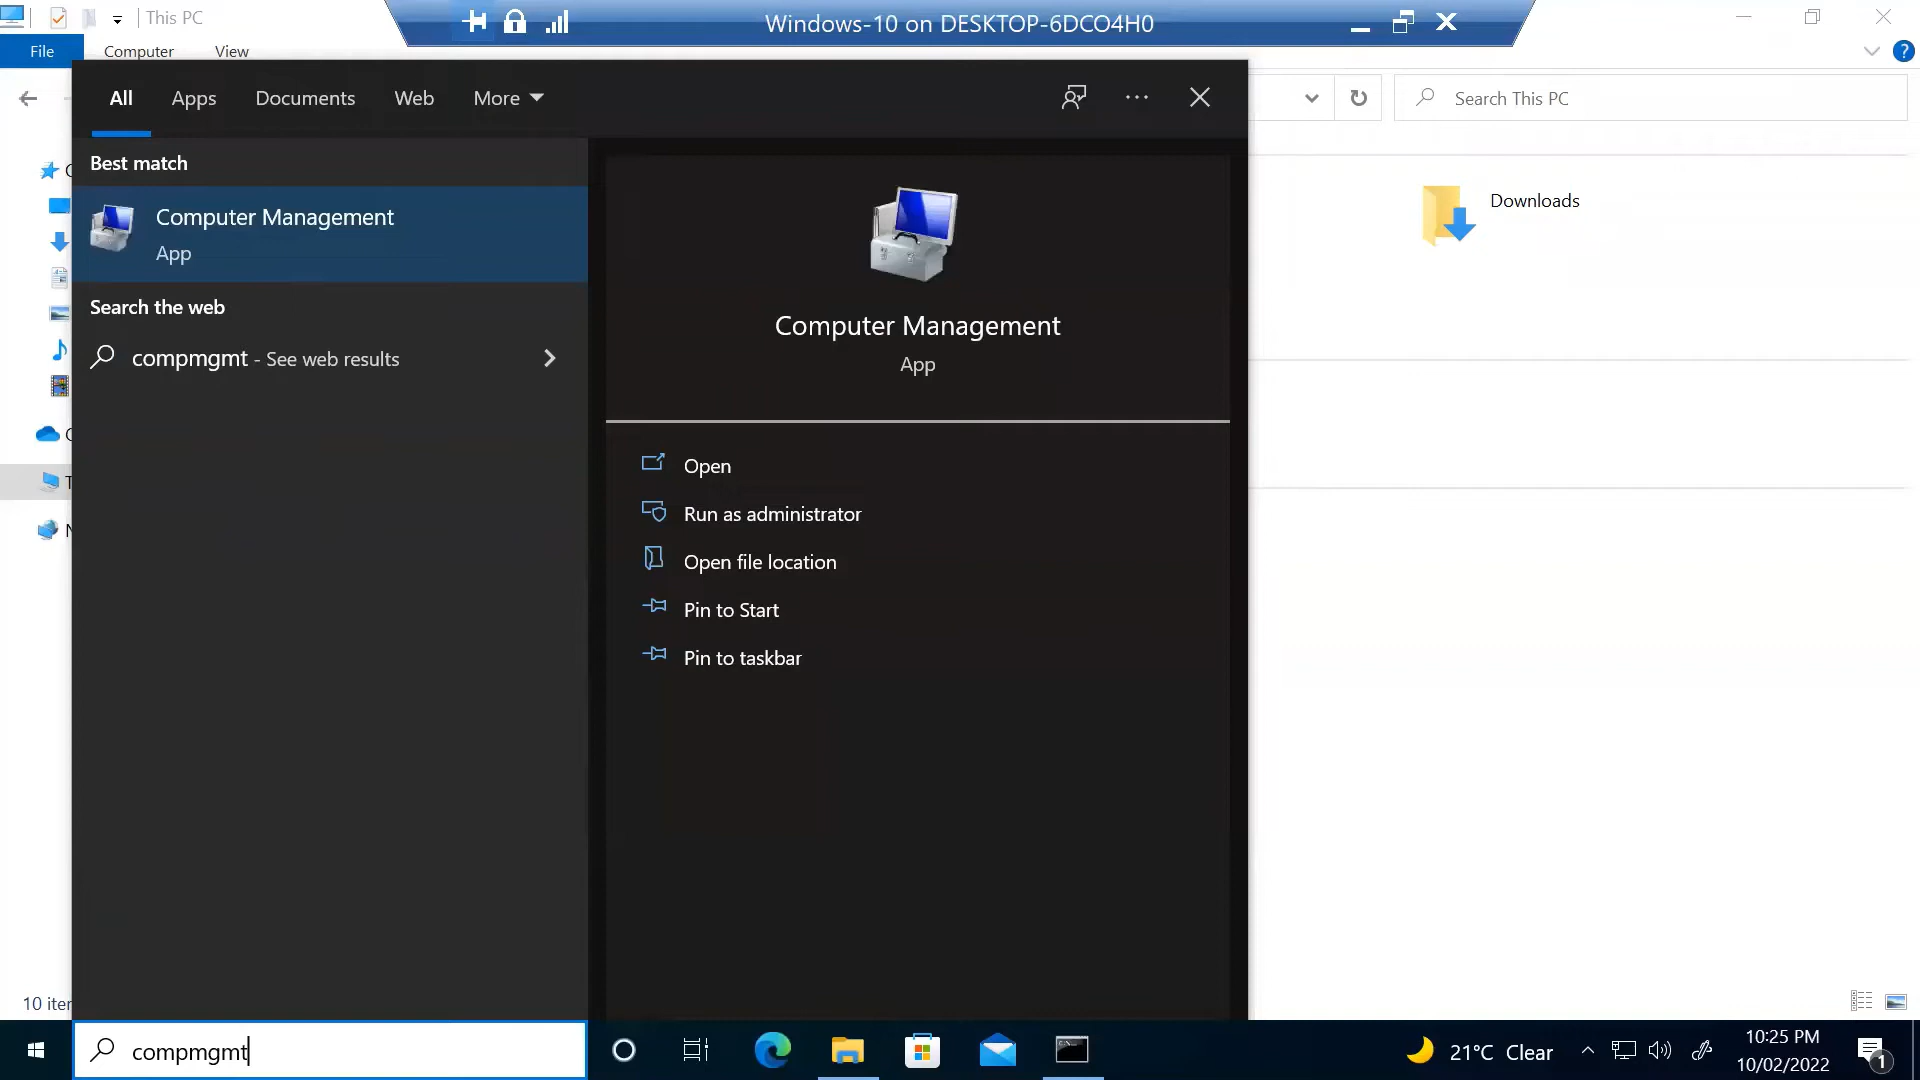 This PC
Windows-10 on DESKTOP-6DCO4H0
File
Computer
View
All
Apps
Documents
Web
More
Search This PC
Best match
Computer Management
App
Search the web
compmgmt - See web results
Computer Management
App
Open
Run as administrator
Open file location
Pin to Start
Pin to taskbar
Downloads
10
compmgmt
21°C Clear
10:25 PM
10/02/2022
1